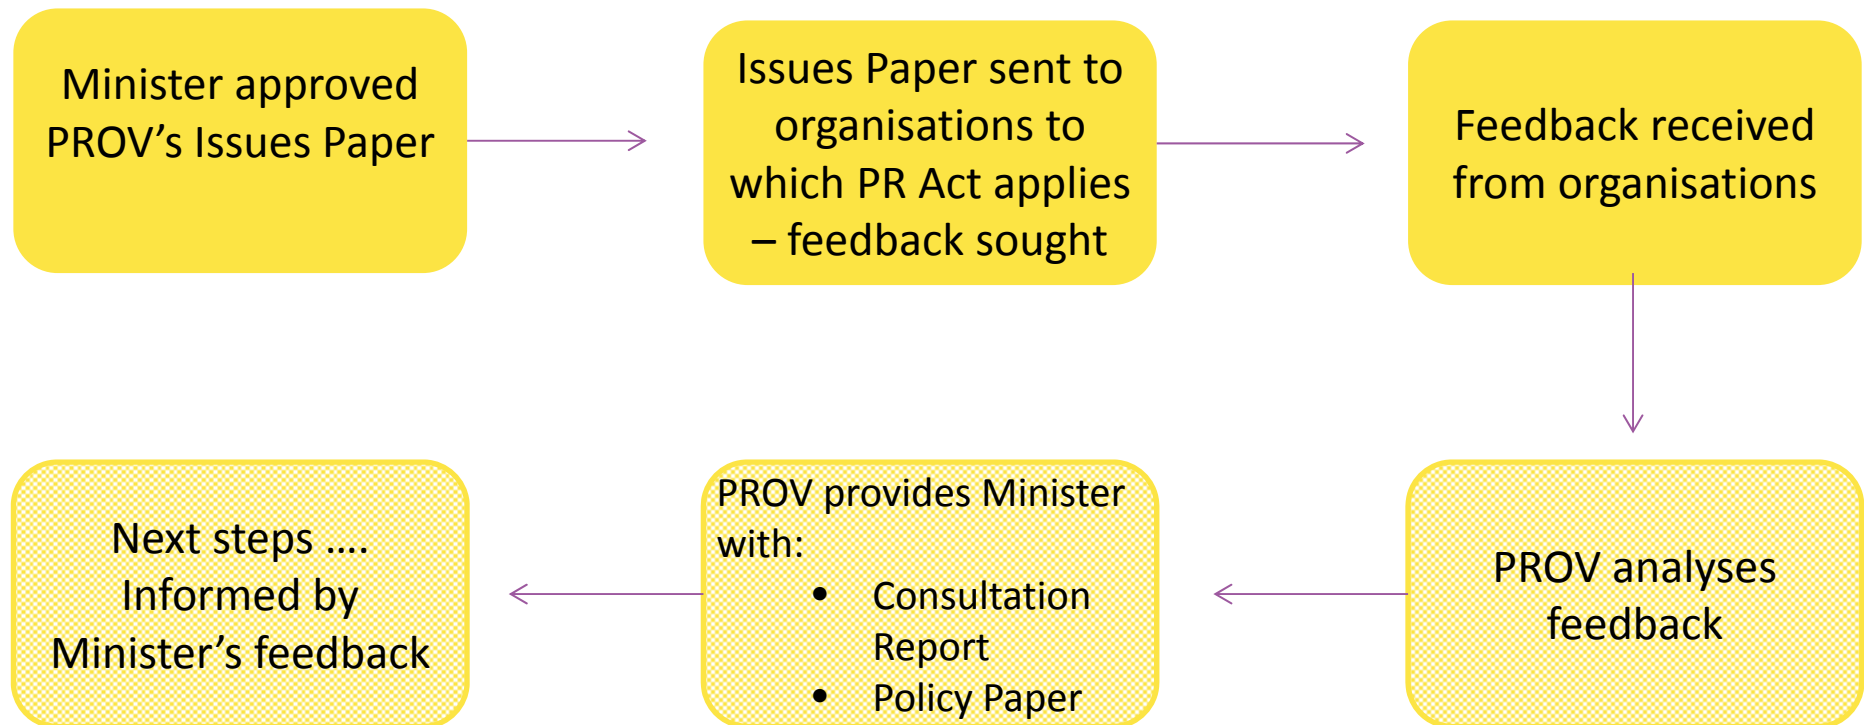 Minister approved
PROV’s Issues Paper
Issues Paper sent to
organisations to
which PR Act applies
– feedback sought
Feedback received
from organisations
PROV analyses
feedback
PROV provides Minister
with:
• Consultation
Report
• Policy Paper
Next steps ....
Informed by
Minister’s feedback